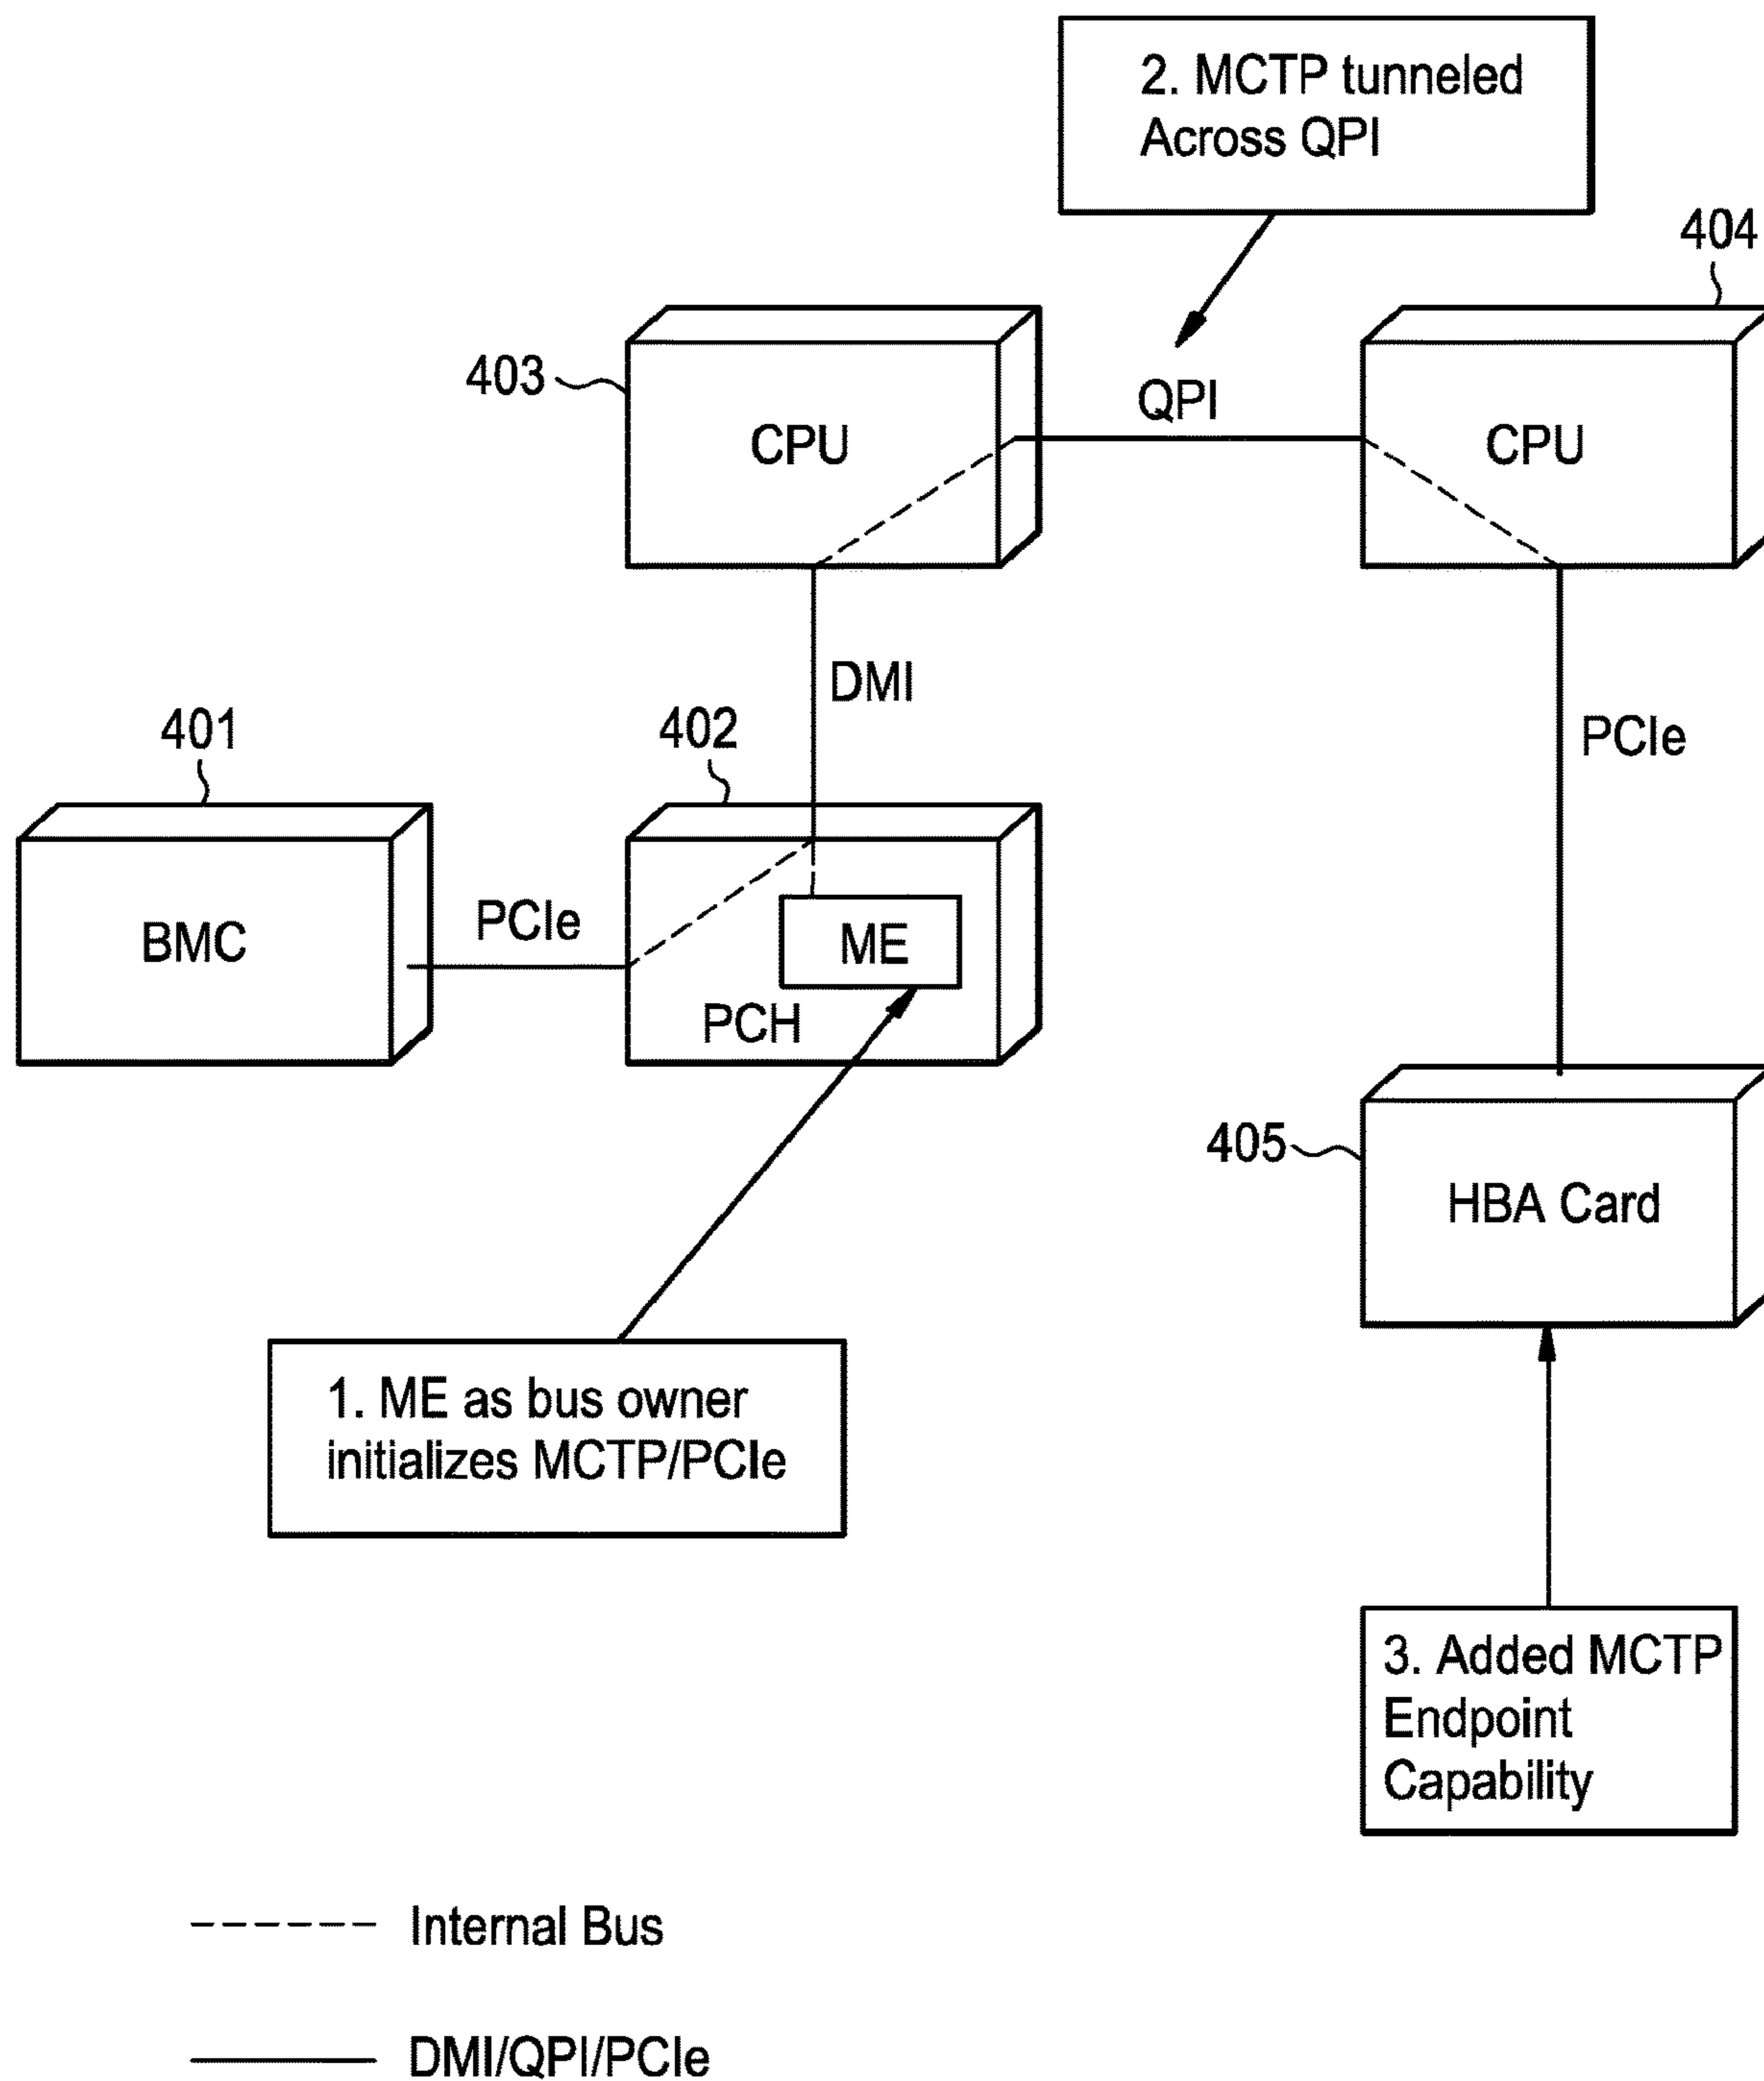 2. MCTP tunneled
Across QPI
404
403
QPI
CPU
CPU
DMI
401
402
PCIe
PCIe
BMC
ME
PCH
405
HBA Card
1. ME as bus owner
initializes MCTP/PCIe
3. Added MCTP
Endpoint
Capability
Internal Bus
DMI/QPI/PCIe